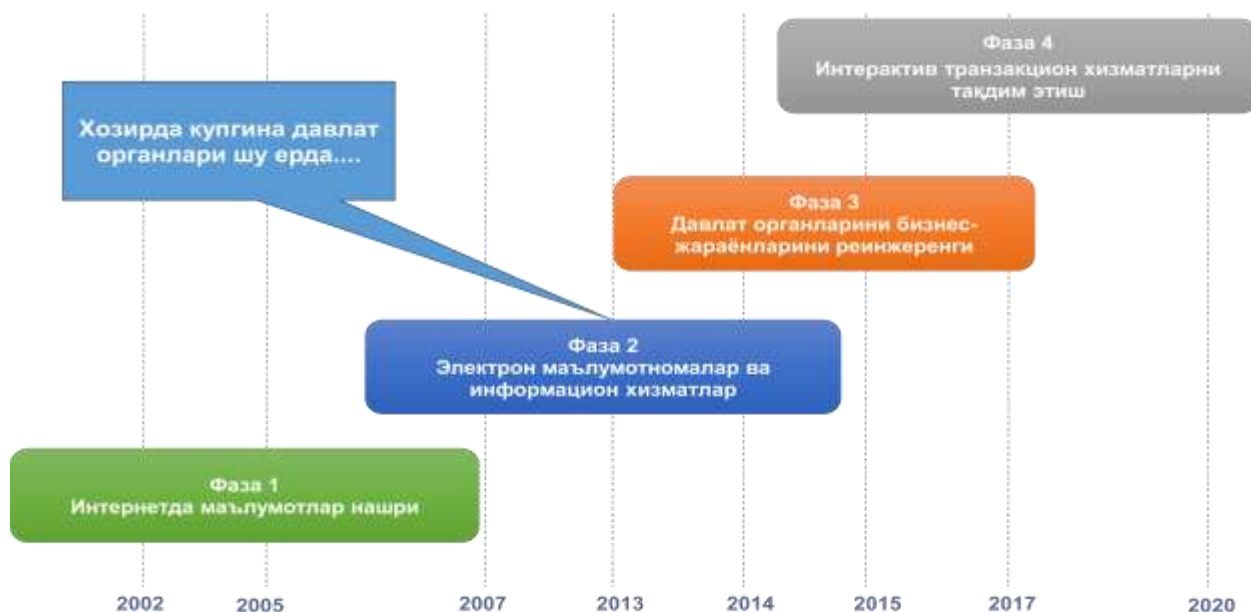 Фаза 4
Интерактив транзакцион хизматларни
тақдим этиш
Хозирда купгина давлат
органлари шу ерда....
Фаза 3
Давлат органларини бизнес-
жараёнларини реинжеренги
Фаза 2
Электрон маълумотномалар ва
информацион хизматлар
Фаза 1
Интернетда маълумотлар нашри
2002 2005 2007 2013 2014 2015 2017 2020